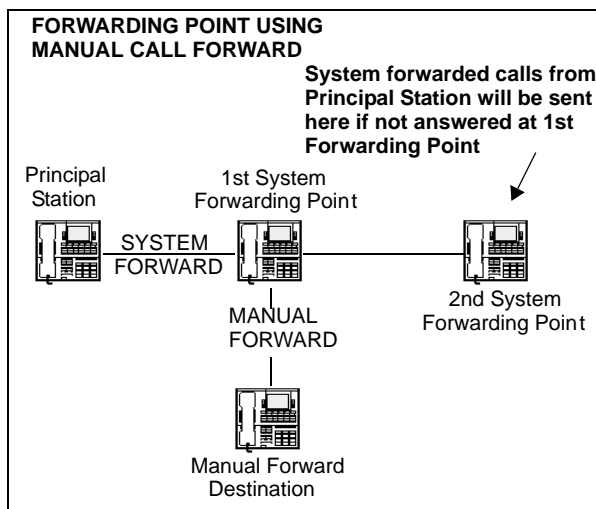 FORWARDING POINT USING
MANUAL CALL FORWARD
System forwarded calls from
Principal Station will be sent
here if not answered at 1st
Forwarding Point
Principal
Station
1st System
Forwarding Point
SYSTEM
FORWARD
2nd System
Forwarding Point
MANUAL
FORWARD
Manual Forward
Destination